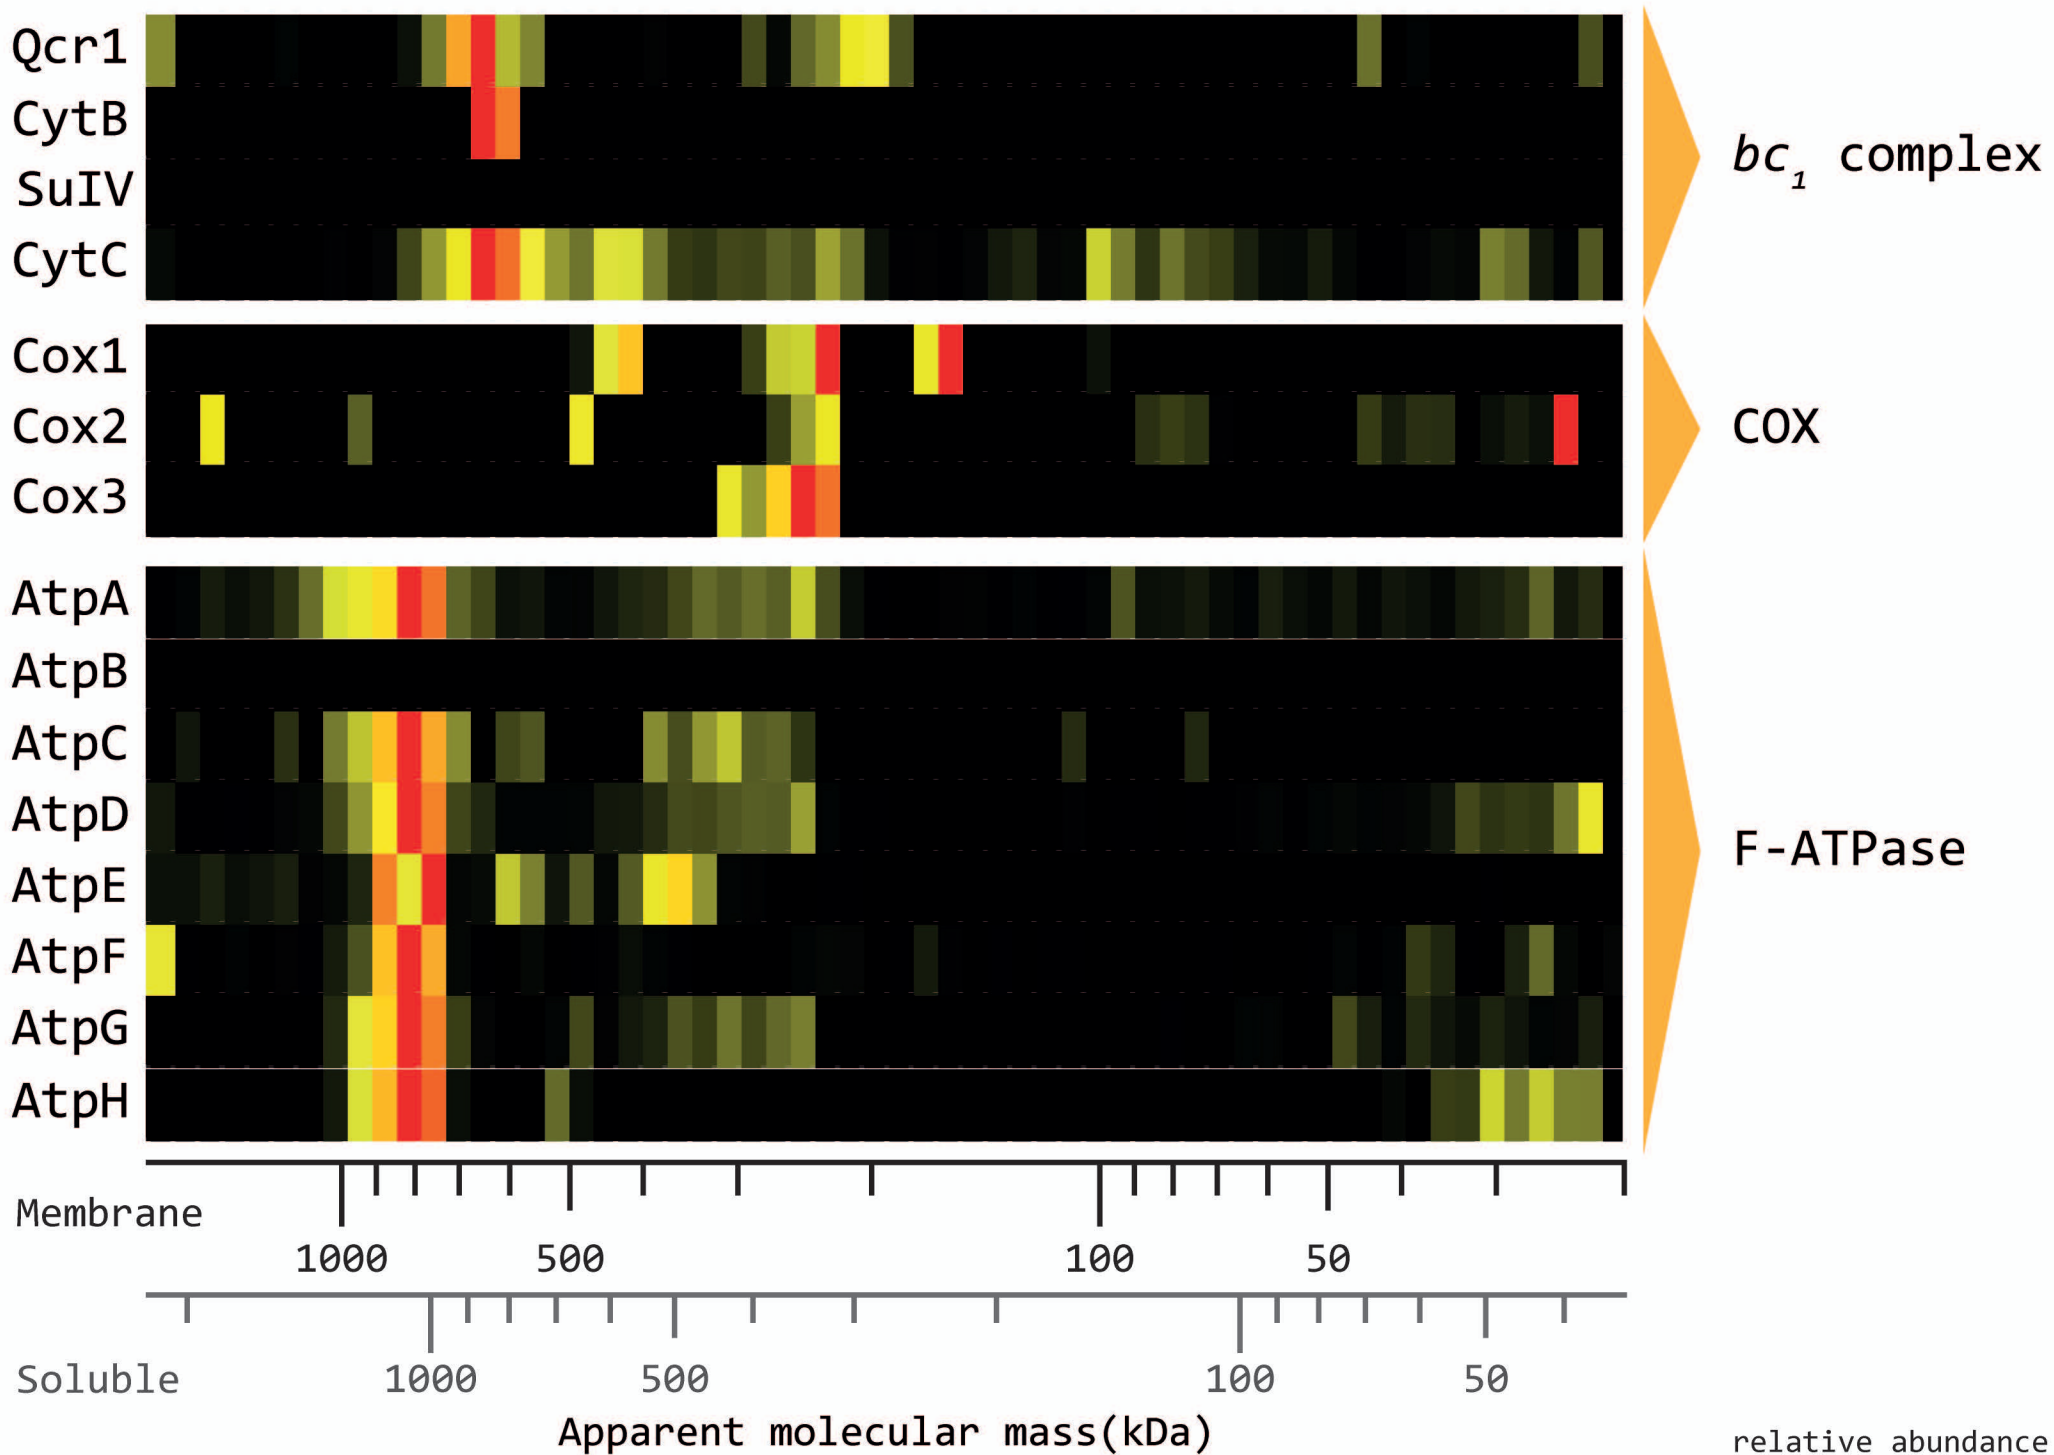 Qcr1
CytB
SuIV
CytC
bc1 complex
Cox1
Cox2
Cox3
COX
AtpA
AtpB
AtpC
AtpD
AtpE
AtpF
AtpG
AtpH
F-ATPase
Membrane
1000 500 100 50
Soluble
1000 500 100 50
Apparent molecular mass(kDa)
relative abundance